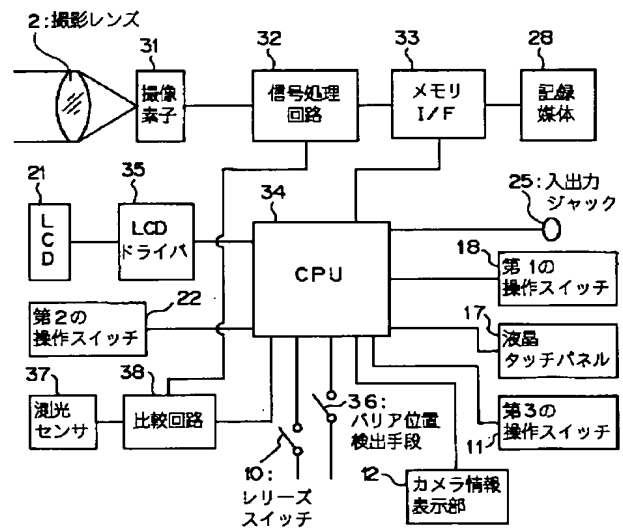 2:撮影レンズ
31
32
33
28
撮像
素子
信号処理
回路
メモリ
I/F
記録
媒体
21
35
34
25:入出力
ジャック
LCD
LCD
ドライバ
CPU
18
第1の
操作スイッチ
第2の
操作スイッチ
22
17
液晶
タッチパネル
37
38
測光
センサ
比較回路
36:
バリア位置
検出手段
第3の
操作スイッチ
11
10:
レリーズ
スイッチ
12
カメラ情報
表示部